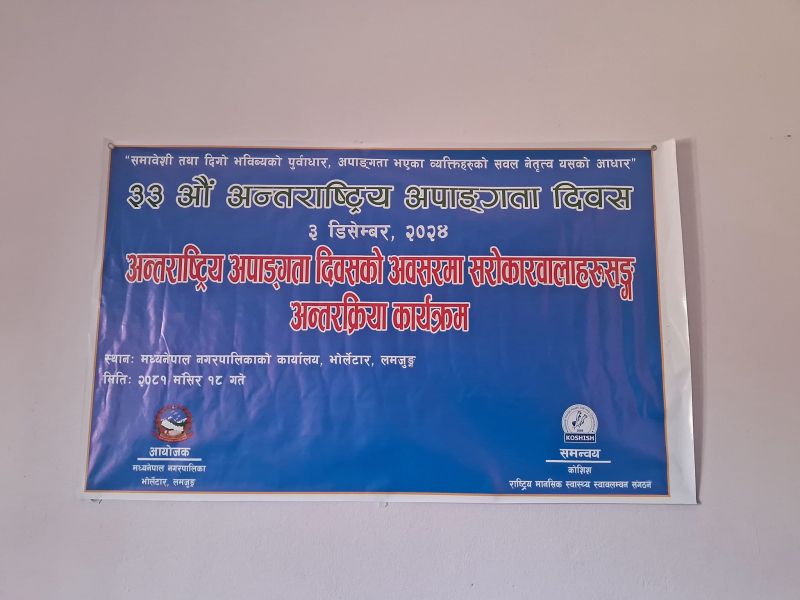 "समावेशी तथा दिगो भविष्यको पुर्वाधार, अपाङ्गता भएका व्यक्तिहरुको सवल नेतृत्व यसको आधार"
३३ औं अन्तराष्ट्रिय अपाङ्गता दिवस
३ डिसेम्बर, २०२४
अन्तराष्ट्रिय अपाङ्गता दिवसको अवसरमा सरोकारवालाहरुसङ्ग
अन्तरक्रिया कार्यक्रम
स्थान: मध्यनेपाल नगरपालिकाको कार्यालय, भोर्लेटार, लमजुङ्ग
मिति: २०८१ मंसिर १८ गते
आयोजक
मध्यनेपाल नगरपालिका
भोर्लेटार, लमजुङ्ग
KOSHISH
समन्वय
कोशिस
राष्ट्रिय मानसिक स्वास्थ्य स्वावलम्वन संगठन